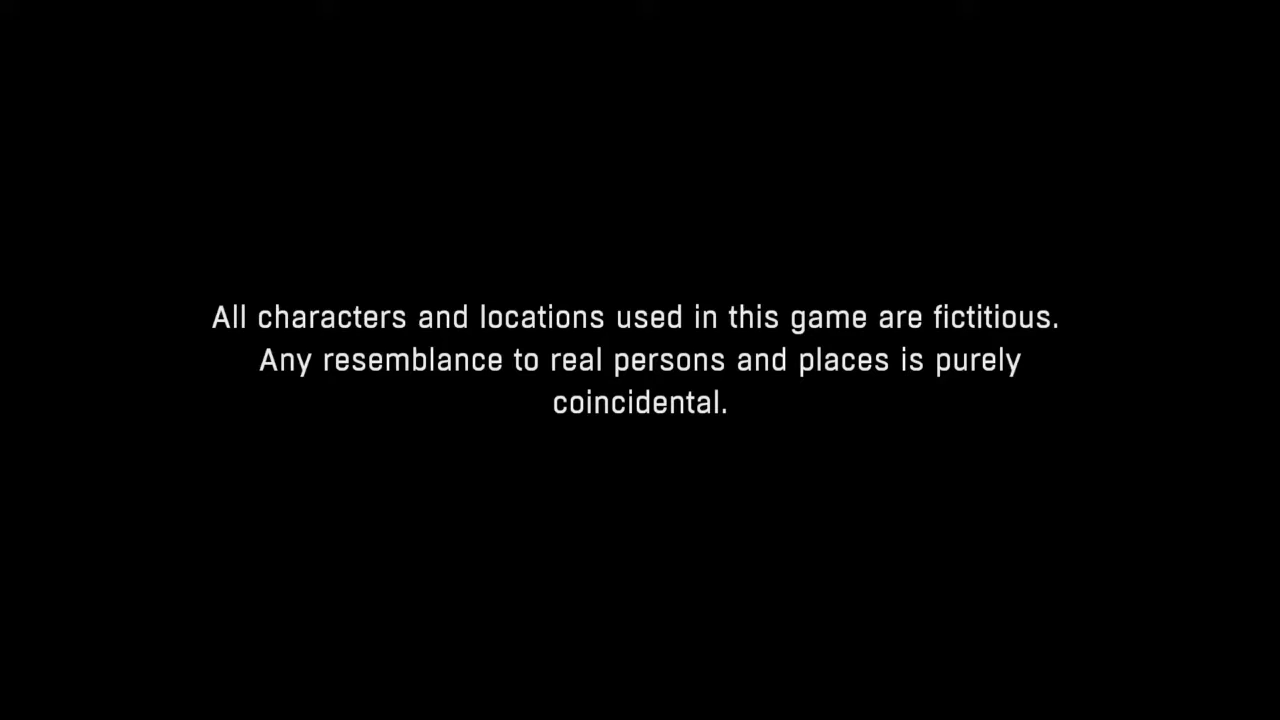 All characters and locations used in this game are fictitious.
Any resemblance to real persons and places is purely
coincidental.